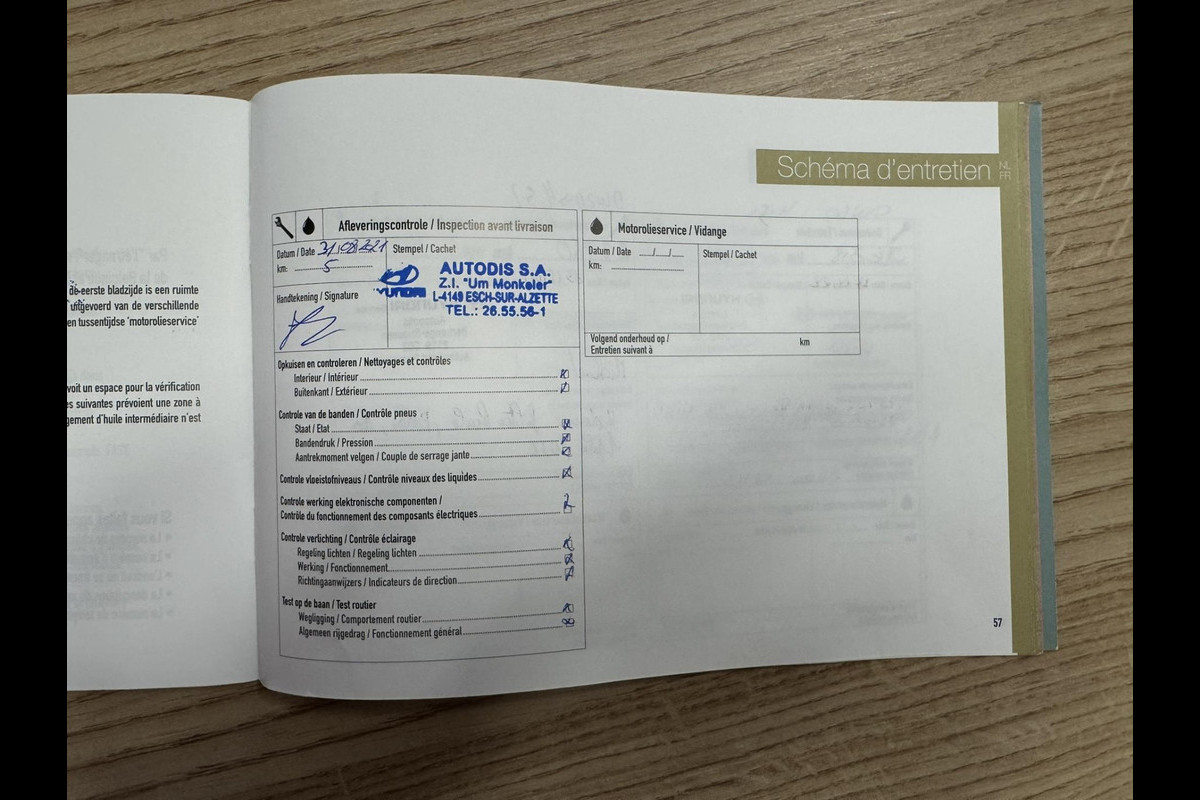 Schéma d'entretien
NL
FR
Afleveringscontrole / Inspection avant livraison
Datum / Date 31/08/2021
km: 5
Stempel / Cachet
HYUNDAI
AUTODIS S.A.
Z.I. "Um Monkeler"
L-4149 ESCH-SUR-ALZETTE
TEL.: 26.55.56-1
Handtekening / Signature
Opkuisen en controleren / Nettoyages et contrôles
Interieur / Intérieur
Buitenkant / Extérieur
Controle van de banden / Contrôle pneus
Staat / Etat
Bandendruk / Pression
Aantrekmoment velgen / Couple de serrage jante
Controle vloeistofniveaus / Contrôle niveaux des liquides
Controle werking elektronische componenten /
Contrôle du fonctionnement des composants électriques
Controle verlichting / Contrôle éclairage
Regeling lichten / Regeling lichten
Werking / Fonctionnement
Richtingaanwijzers / Indicateurs de direction
Test op de baan / Test routier
Wegligging / Comportement routier
Algemeen rijgedrag / Fonctionnement général
Motorolieservice / Vidange
Datum / Date __/__/__
km:
Stempel / Cachet
Volgend onderhoud op /
Entretien suivant à
km
de eerste bladzijde is een ruimte
uitgevoerd van de verschillende
en tussentijdse 'motorolieservice'
voit un espace pour la vérification
es suivantes prévoient une zone à
gement d'huile intermédiaire n'est
57